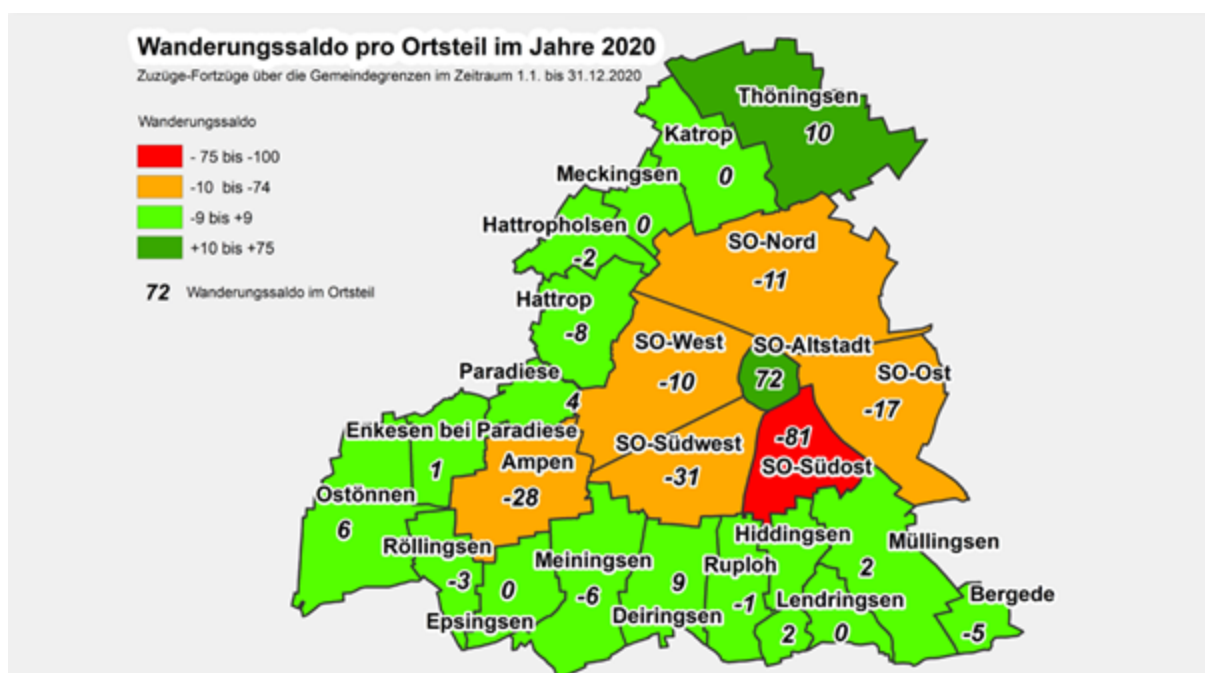 Wanderungssaldo pro Ortsteil im Jahre 2020
Zuzüge-Fortzüge über die Gemeindegrenzen im Zeitraum 1.1. bis 31.12.2020
Wanderungssaldo
- 75 bis -100
-10 bis -74
-9 bis +9
+10 bis +75
72 Wanderungssaldo im Ortsteil
Thöningsen
10
Katrop
0
Meckingsen
0
Hattropholsen
-2
SO-Nord
-11
Hattrop
-8
SO-West
-10
SO-Altstadt
72
SO-Ost
-17
Paradiese
4
Enkesen bei Paradiese
1
SO-Südwest
-31
-81
SO-Südost
Ampen
-28
Ostönnen
6
Röllingsen
-3
Epsingsen
0
Meiningsen
-6
Deiringsen
9
Ruploh
-1
Hiddingsen
2
Müllingsen
2
Lendringsen
0
Bergede
-5